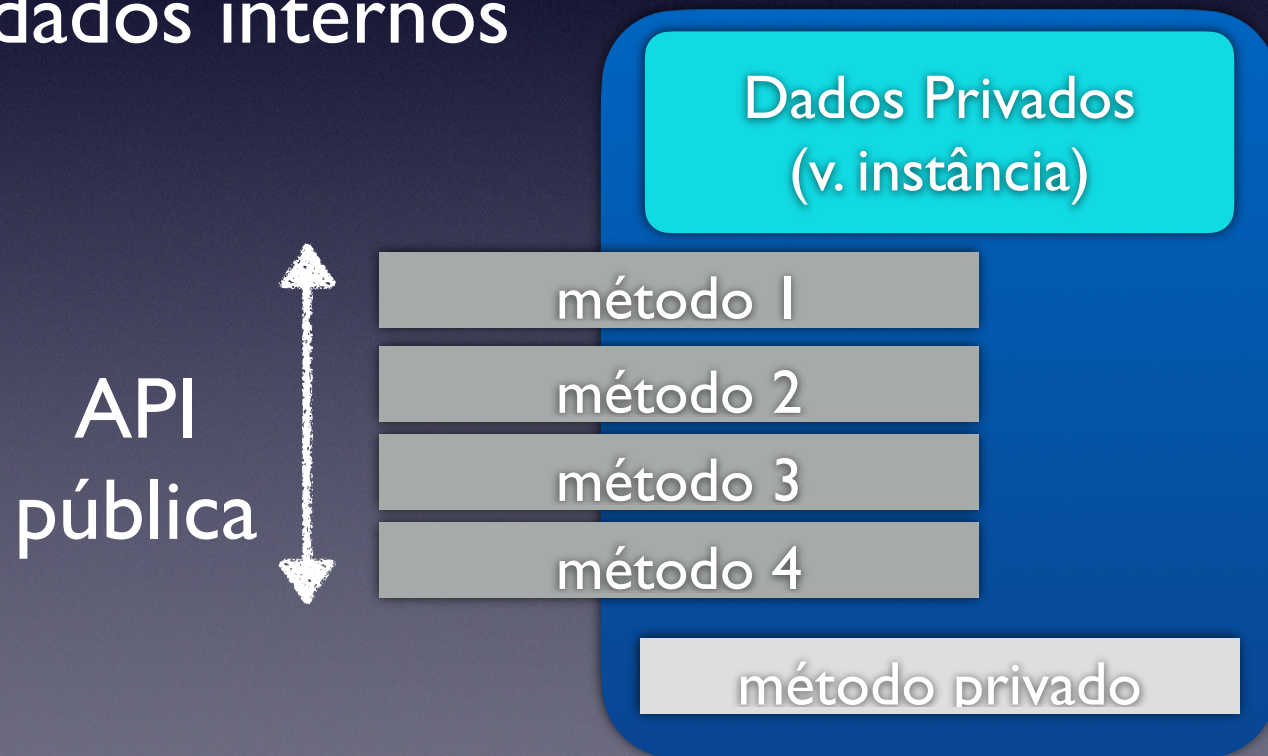 dados internos
Dados Privados
(v. instância)
método 1
método 2
API
pública
método 3
método 4
método privado